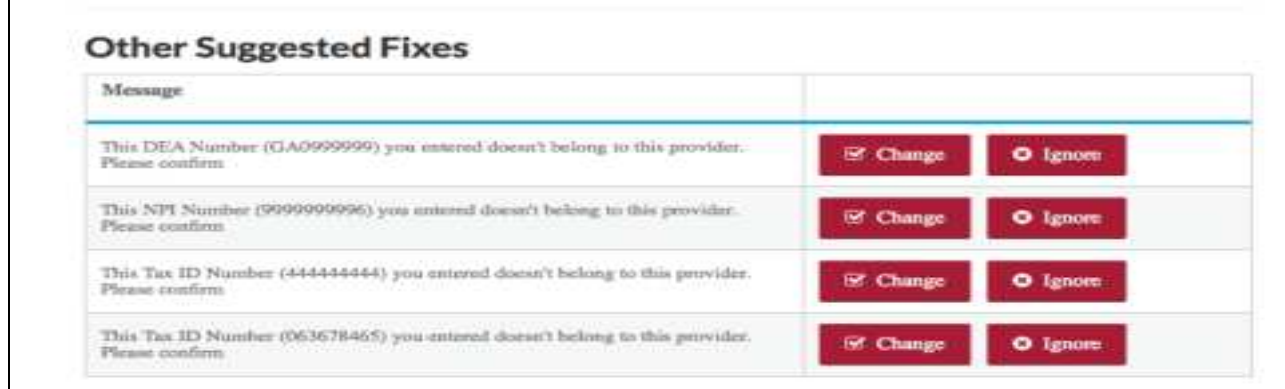 Other Suggested Fixes
Message
This DEA Number (GA0999999) you entered doesn't belong to this provider.
Please confirm
Change
Ignore
This NPI Number (9999999996) you entered doesn't belong to this provider.
Please confirm
Change
Ignore
This Tax ID Number (444444444) you entered doesn't belong to this provider.
Please confirm
Change
Ignore
This Tax ID Number (063678465) you entered doesn't belong to this provider.
Please confirm
Change
Ignore